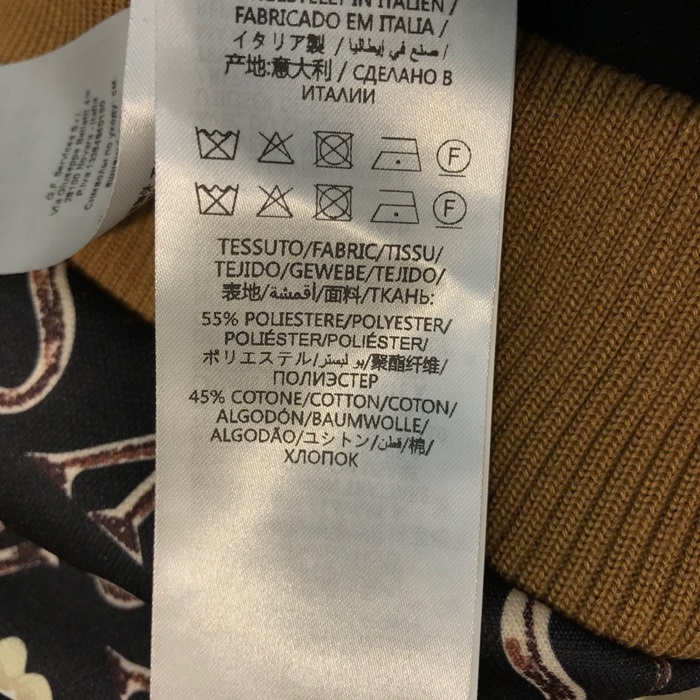 FABRICADO EM ITALIA /
イタリア製 / صنع في إيطاليا /
产地:意大利 / СДЕЛАНО В
ИТАЛИИ
F
F
TESSUTO/FABRIC/TISSU/
TEJIDO/GEWEBE/TEJIDO/
表地/أقمشة/面料/ТКАНЬ:
55% POLIESTERE/POLYESTER/
POLIÉSTER/POLIÉSTER/
ポリエステル/بوليستر/聚酯纤维/
ПОЛИЭСТЕР
45% COTONE/COTTON/COTON/
ALGODÓN/BAUMWOLLE/
ALGODÃO/ユシトン/قطن/棉/
ХЛОПОК